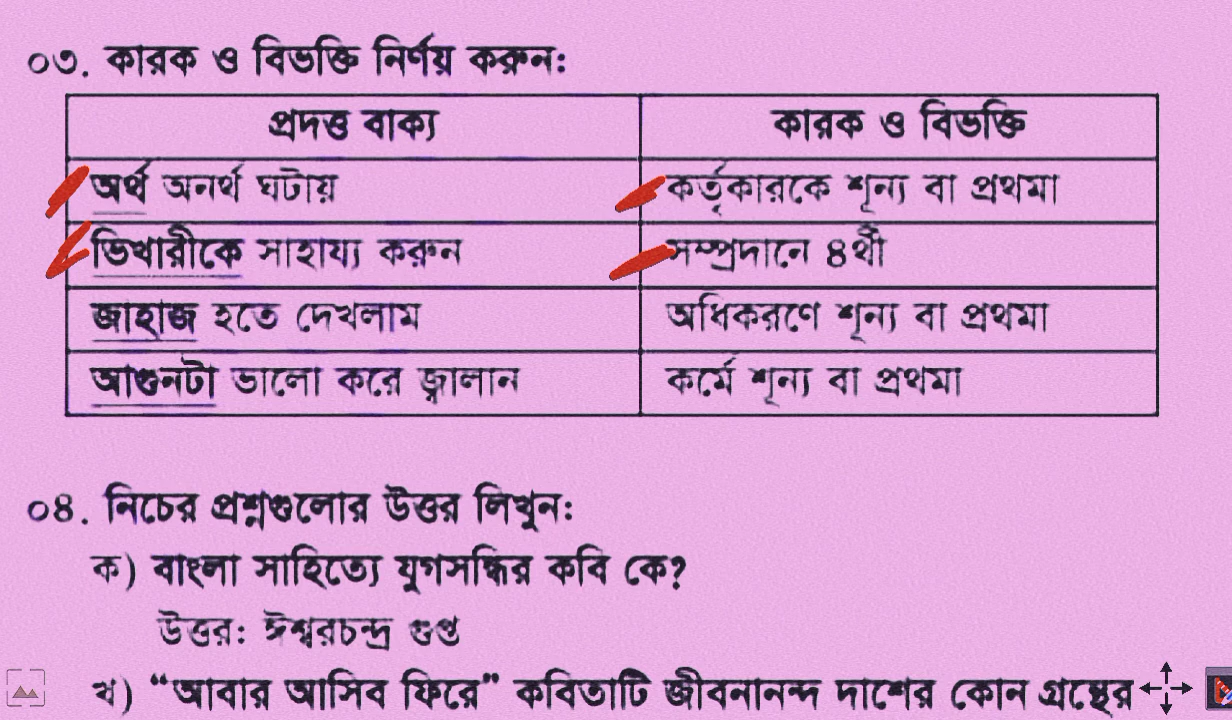 ০৩. কারক ও বিভক্তি নির্ণয় করুন:
প্রদত্ত বাক্য কারক ও বিভক্তি
অর্থ অনর্থ ঘটায় কর্তৃকারকে শূন্য বা প্রথমা
ভিখারীকে সাহায্য করুন সম্প্রদানে ৪র্থী
জাহাজ হতে দেখলাম অধিকরণে শূন্য বা প্রথমা
আগুনটা ভালো করে জ্বালান কর্মে শূন্য বা প্রথমা
০৪. নিচের প্রশ্নগুলোর উত্তর লিখুন:
ক) বাংলা সাহিত্যে যুগসন্ধির কবি কে?
উত্তর: ঈশ্বরচন্দ্র গুপ্ত
খ) “আবার আসিব ফিরে” কবিতাটি জীবনানন্দ দাশের কোন গ্রন্থের